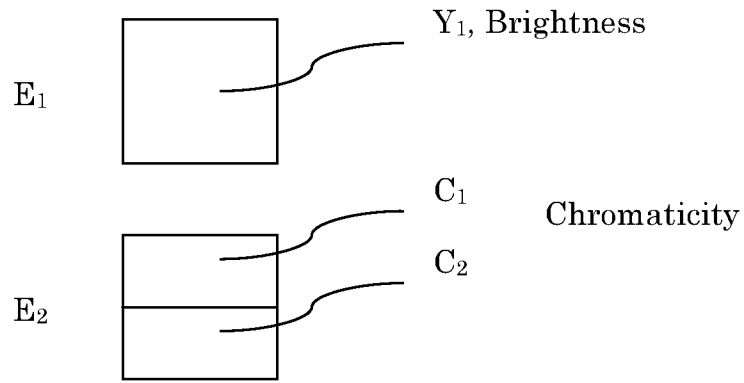 Y₁, Brightness
E₁
C₁
Chromaticity
C₂
E₂